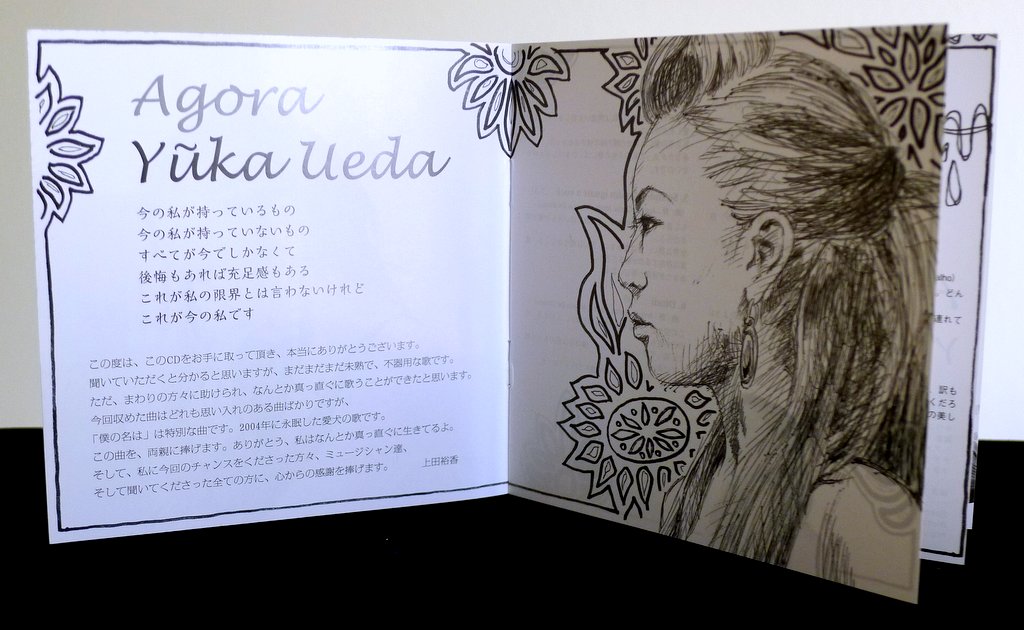 Agora
Yũka Ueda
今の私が持っているもの
今の私が持っていないもの
すべてが今でしかなくて
後悔もあれば充足感もある
これが私の限界とは言わないけれど
これが今の私です
この度は、このCDをお手に取って頂き、本当にありがとうございます。
聞いていただくと分かると思いますが、まだまだまだ未熟で、不器用な歌です。
ただ、まわりの方々に助けられ、なんとか真っ直ぐに歌うことができたと思います。
今回収めた曲はどれも思い入れのある曲ばかりですが、
「僕の名は」は特別な曲です。2004年に永眠した愛犬の歌です。
この曲を、両親に捧げます。ありがとう、私はなんとか真っ直ぐに生きてるよ。
そして、私に今回のチャンスをくださった方々、ミュージシャン達、
そして聞いてくださった全ての方に、心からの感謝を捧げます。
上田裕香
alho)
。どん
連れて
訳も
くだろ
の美し